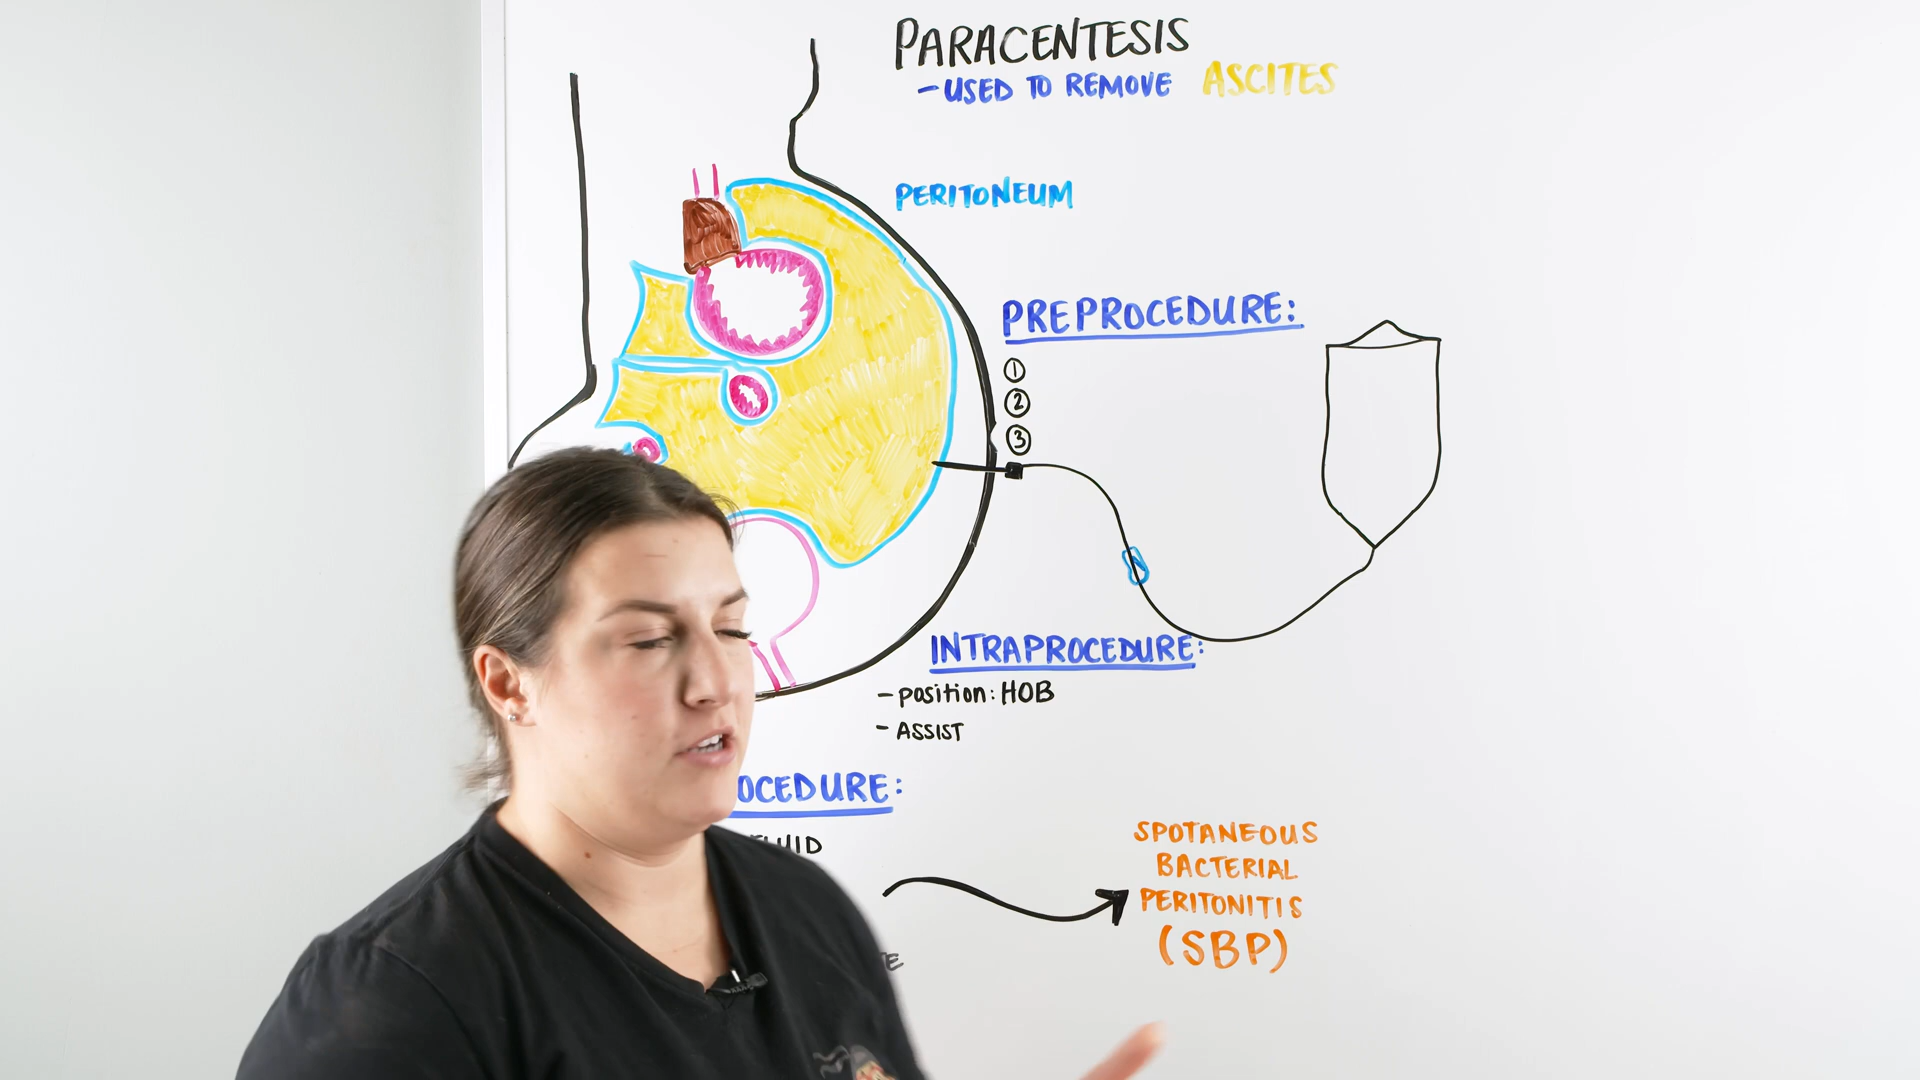 PARACENTESIS
- USED TO REMOVE ASCITES
PERITONEUM
PREPROCEDURE:
①
②
③
INTRAPROCEDURE:
- position: HOB
- ASSIST
OCEDURE:
FLUID
SPOTANEOUS
BACTERIAL
PERITONITIS
(SBP)